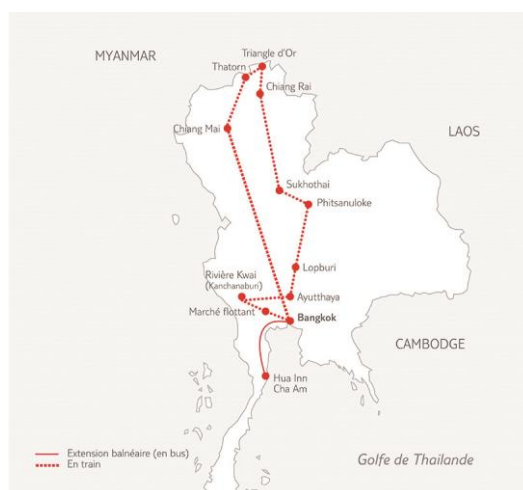 MYANMAR
Triangle d'Or
Thatorn
Chiang Rai
Chiang Mai
LAOS
Sukhothai
Phitsanuloke
Lopburi
Rivière Kwai
(Kanchanaburi)
Ayutthaya
Marché flottant
Bangkok
CAMBODGE
Hua Inn
Cha Am
Extension balnéaire (en bus)
En train
Golfe de Thaïlande